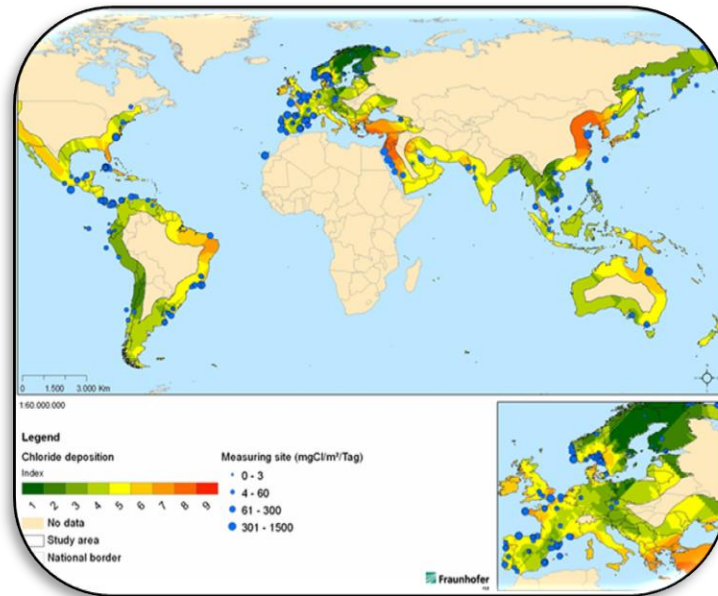 0 1.500 3.000 Km
1:60.000.000
Legend
Chloride deposition
Index
1 2 3 4 5 6 7 8 9
No data
Study area
National border
Measuring site (mgCl/m²/Tag)
0 - 3
4 - 60
61 - 300
301 - 1500
Fraunhofer